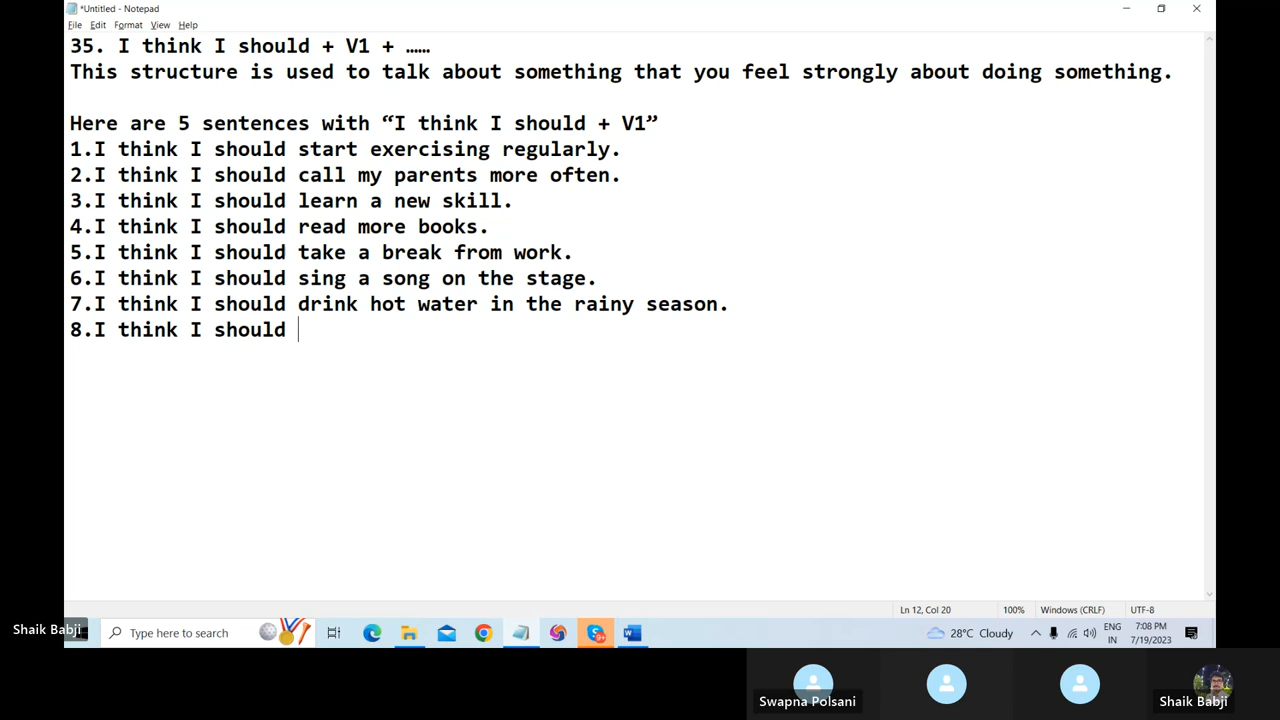 *Untitled - Notepad
File Edit Format View Help
35. I think I should + V1 + ……
This structure is used to talk about something that you feel strongly about doing something.
Here are 5 sentences with “I think I should + V1”
1.I think I should start exercising regularly.
2.I think I should call my parents more often.
3.I think I should learn a new skill.
4.I think I should read more books.
5.I think I should take a break from work.
6.I think I should sing a song on the stage.
7.I think I should drink hot water in the rainy season.
8.I think I should
Ln 12, Col 20 100% Windows (CRLF) UTF-8
Shaik Babji
Type here to search
28°C Cloudy
ENG
IN
7:08 PM
7/19/2023
Swapna Polsani
Shaik Babji